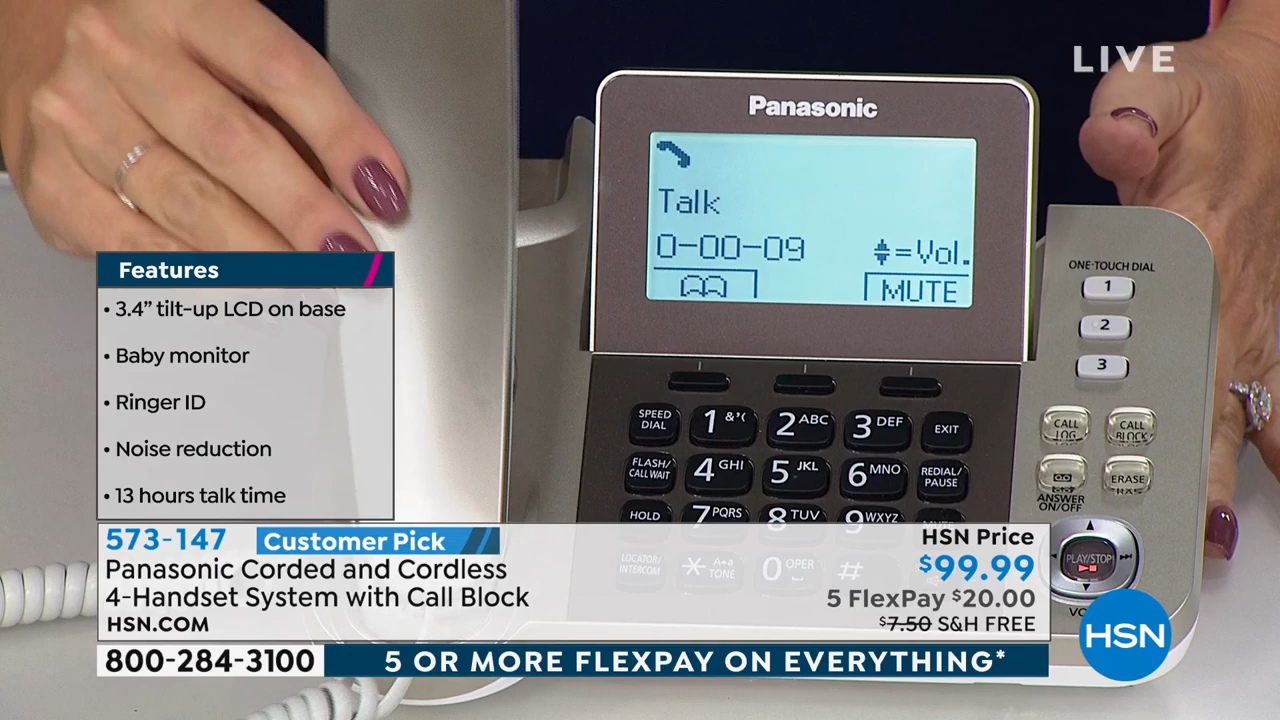 LIVE
Panasonic
Talk
0-00-09
=Vol.
MUTE
ONE-TOUCH DIAL
1
2
3
CALL LOG
CALL BLOCK
ERASE
ANSWER ON/OFF
PLAY/STOP
SPEED DIAL
1 &'(
2 ABC
3 DEF
EXIT
FLASH/ CALL WAIT
4 GHI
5 JKL
6 MNO
REDIAL/ PAUSE
HOLD
7 PQRS
8 TUV
9 WXYZ
LOCATOR/ INTERCOM
* A•a TONE
0 OPER
#
Features
• 3.4” tilt-up LCD on base
• Baby monitor
• Ringer ID
• Noise reduction
• 13 hours talk time
573-147 Customer Pick
Panasonic Corded and Cordless
4-Handset System with Call Block
HSN.COM
HSN Price
$99.99
5 FlexPay $20.00
$7.50 S&H FREE
800-284-3100 5 OR MORE FLEXPAY ON EVERYTHING*
HSN